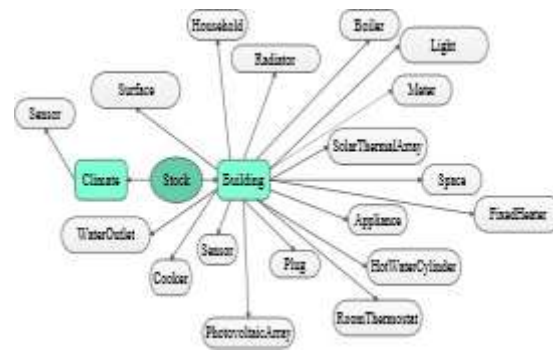 Household
Boiler
Light
Radiator
Surface
Meter
Sensor
SolarThermalArray
Climate
Stock
Building
Space
FixedHeater
Appliance
WaterOutlet
Sensor
Plug
HotWaterCylinder
Cooker
RoomThermostat
PhotovoltaicArray